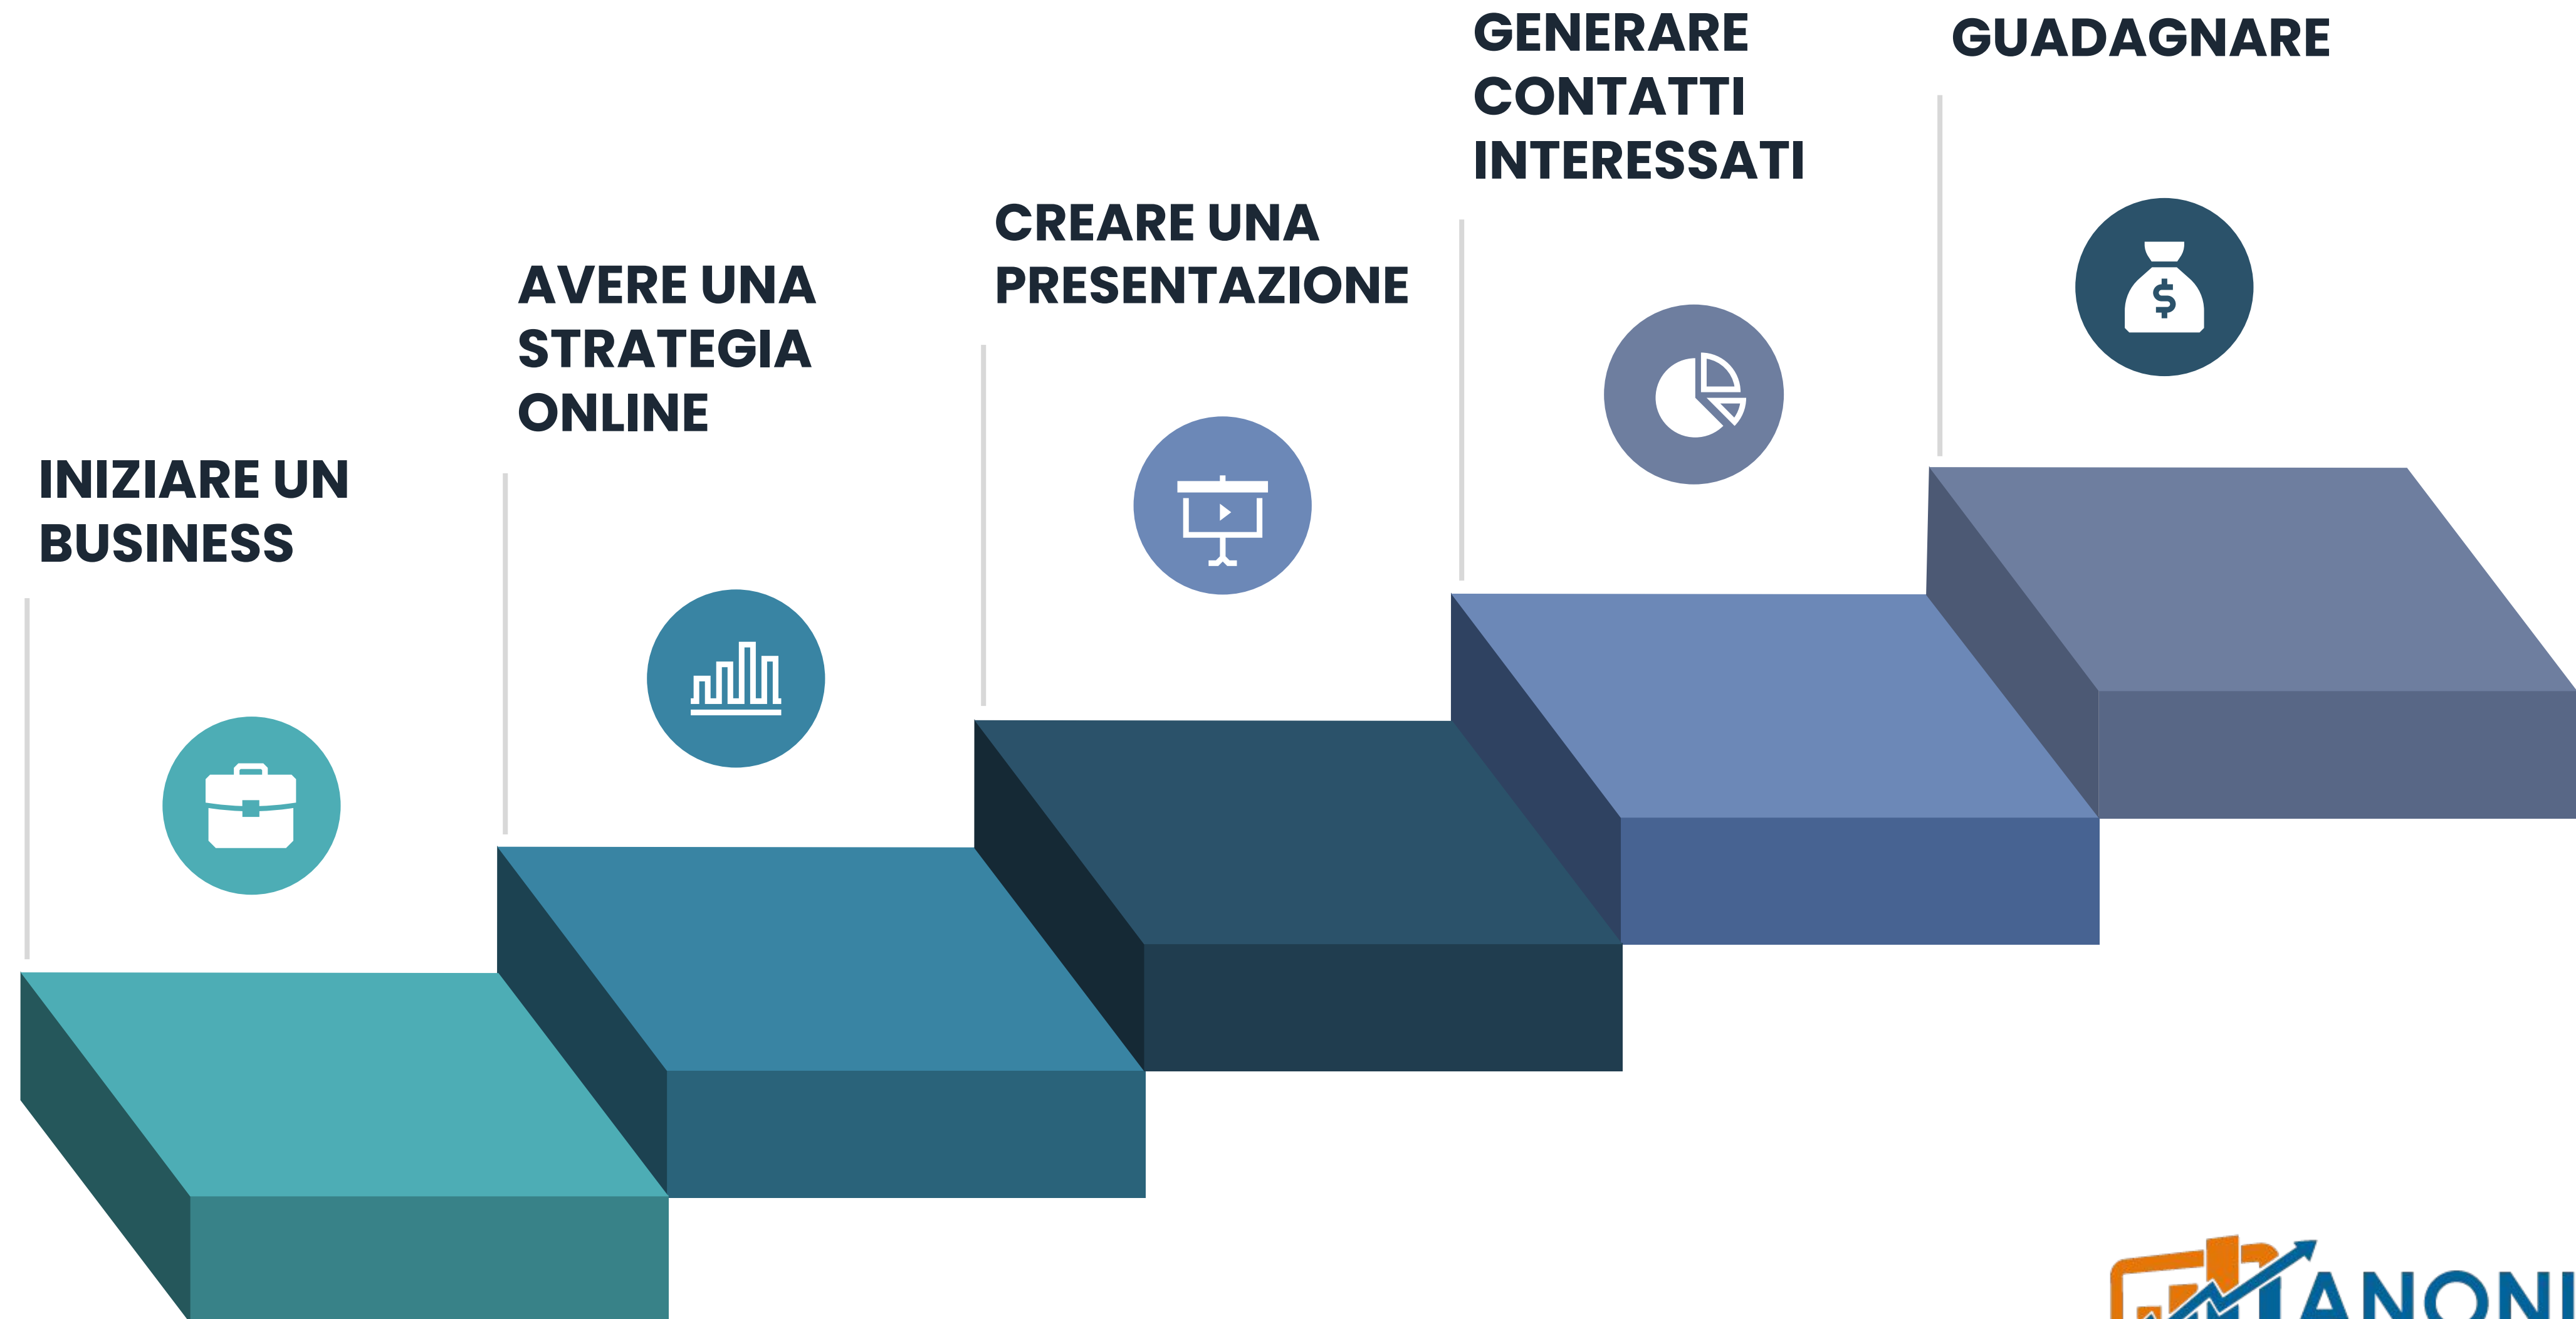 INIZIARE UN
BUSINESS
AVERE UNA
STRATEGIA
ONLINE
CREARE UNA
PRESENTAZIONE
GENERARE
CONTATTI
INTERESSATI
GUADAGNARE
$